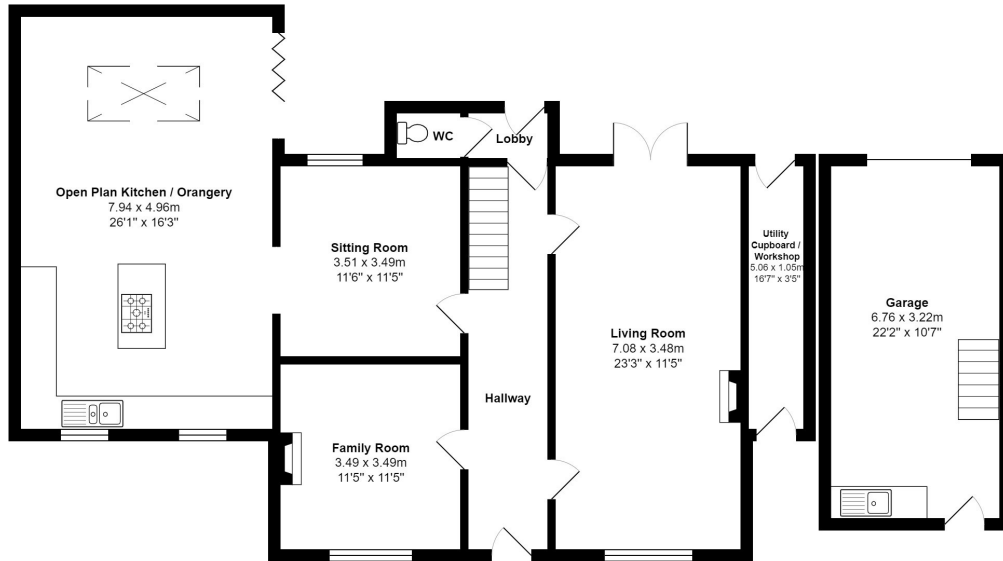 Open Plan Kitchen / Orangery
7.94 x 4.96m
26'1" x 16'3"
WC
Lobby
Sitting Room
3.51 x 3.49m
11'6" x 11'5"
Family Room
3.49 x 3.49m
11'5" x 11'5"
Hallway
Living Room
7.08 x 3.48m
23'3" x 11'5"
Utility
Cupboard /
Workshop
5.06 x 1.05m
16'7" x 3'5"
Garage
6.76 x 3.22m
22'2" x 10'7"